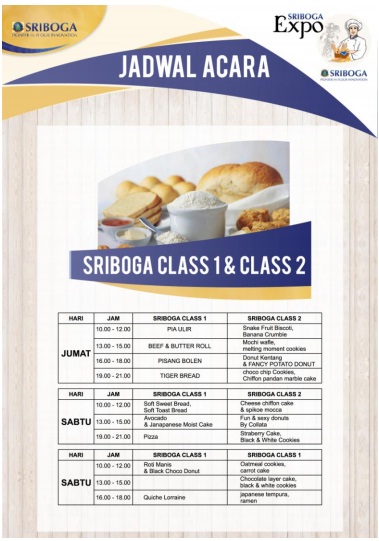 SRIBOGA
PIONEER IN FLOUR INNOVATION
SRIBOGA
Expo
SRIBOGA
JADWAL ACARA
SRIBOGA CLASS 1 & CLASS 2
HARI JAM SRIBOGA CLASS 1 SRIBOGA CLASS 2
JUMAT
10.00 - 12.00 PIA ULIR Snake Fruit Biscoti,
Banana Crumble
13.00 - 15.00 BEEF & BUTTER ROLL Mochi wafle,
melting moment cookies
16.00 - 18.00 PISANG BOLEN Donut Kentang
& FANCY POTATO DONUT
19.00 - 21.00 TIGER BREAD choco chip Cookies,
Chiffon pandan marble cake
HARI JAM SRIBOGA CLASS 1 SRIBOGA CLASS 2
SABTU
10.00 - 12.00 Soft Sweet Bread, Cheese chiffon cake
Soft Toast Bread & spikoe mocca
13.00 - 15.00 Avocado Fun & sexy donuts
& Janapanese Moist Cake By Collata
19.00 - 21.00 Pizza Straberry Cake,
Black & White Cookies
HARI JAM SRIBOGA CLASS 1 SRIBOGA CLASS 1
SABTU
10.00 - 12.00 Roti Manis Oatmeal cookies,
& Black Choco Donut carrot cake
13.00 - 15.00 Chocolate layer cake,
black & white cookies
16.00 - 18.00 Quiche Lorraine japanese tempura,
ramen